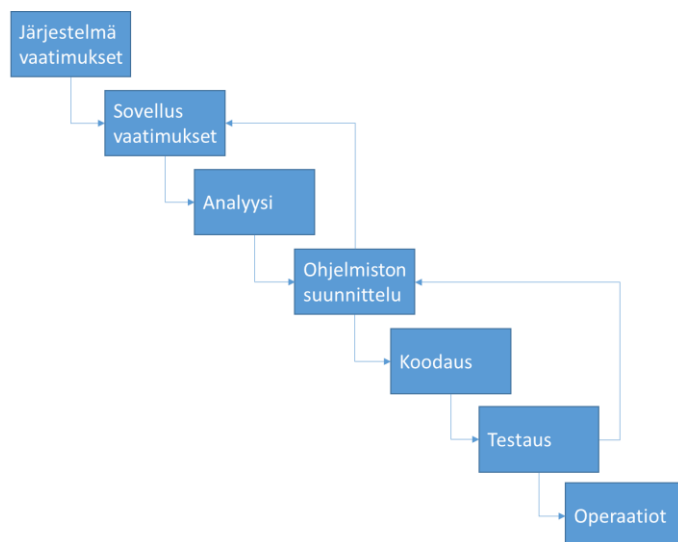 Järjestelmä
vaatimukset
Sovellus
vaatimukset
Analyysi
Ohjelmiston
suunnittelu
Koodaus
Testaus
Operaatiot